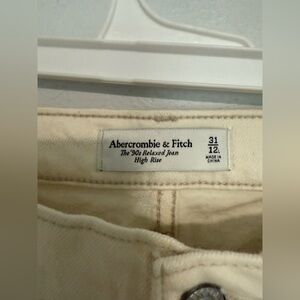 Abercrombie & Fitch
The '90s Relaxed Jean
High Rise
31
12L
MADE IN
CHINA